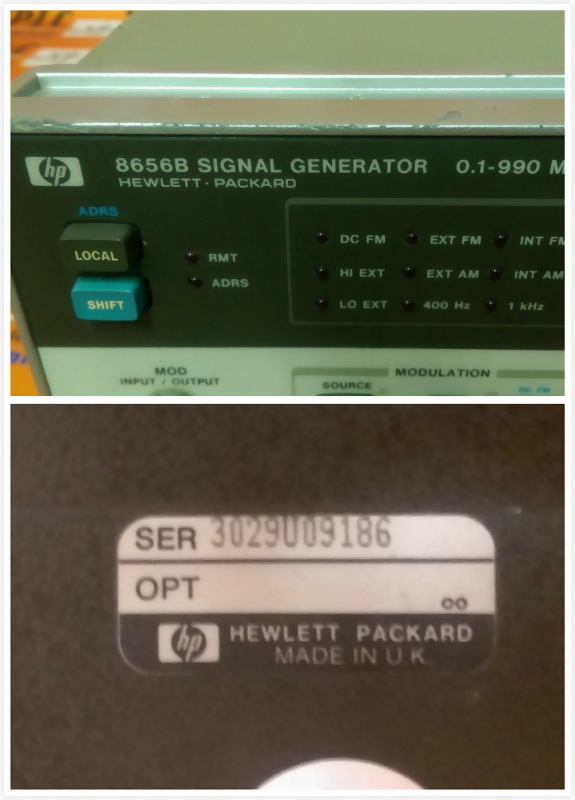 hp 8656B SIGNAL GENERATOR 0.1-990 M
HEWLETT·PACKARD
ADRS
LOCAL
SHIFT
RMT
ADRS
DC FM EXT FM INT FM
HI EXT EXT AM INT AM
LO EXT 400 Hz 1 kHz
MOD
INPUT / OUTPUT
MODULATION
SOURCE
DC FM
SER 3029U09186
OPT
00
hp HEWLETT PACKARD
MADE IN U K